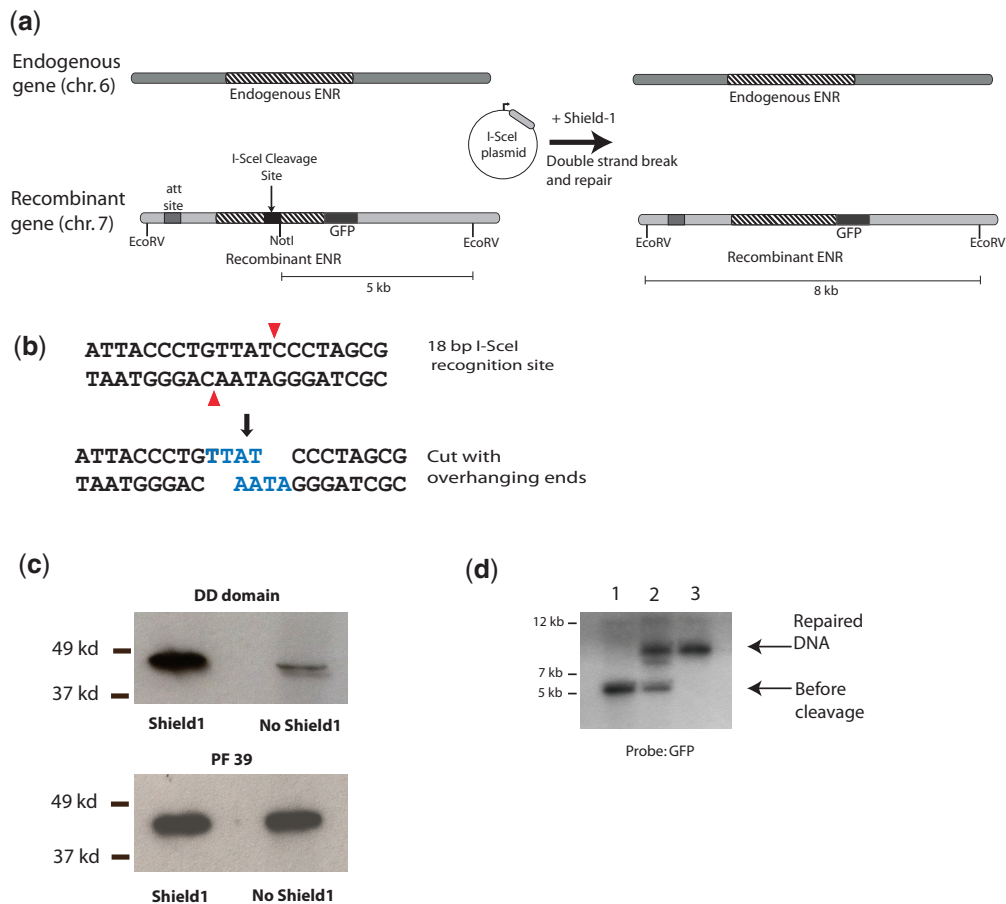 (a)
Endogenous
gene (chr. 6)
Endogenous ENR
Endogenous ENR
I-SceI
plasmid
+ Shield-1
Double strand break
and repair
I-SceI Cleavage
Site
Recombinant
gene (chr. 7)
att
site
EcoRV
NotI
GFP
EcoRV
Recombinant ENR
5 kb
EcoRV
GFP
EcoRV
Recombinant ENR
8 kb
(b)
ATTACCCTGTTATCCCTAGCG
TAATGGGACAATAGGGATCGC
18 bp I-SceI
recognition site
ATTACCCTGTTAT CCCTAGCG
TAATGGGAC AATAGGGATCGC
Cut with
overhanging ends
(c)
DD domain
49 kd
37 kd
Shield1 No Shield1
PF 39
49 kd
37 kd
Shield1 No Shield1
(d)
1 2 3
12 kb
7 kb
5 kb
Repaired
DNA
Before
cleavage
Probe: GFP